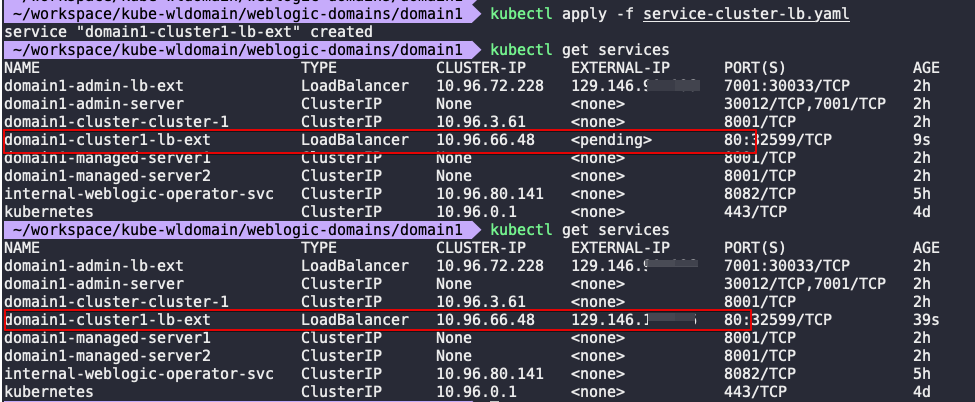 ~/workspace/kube-wldomain/weblogic-domains/domain1 kubectl apply -f service-cluster-lb.yaml
service "domain1-cluster1-lb-ext" created
~/workspace/kube-wldomain/weblogic-domains/domain1 kubectl get services
NAME TYPE CLUSTER-IP EXTERNAL-IP PORT(S) AGE
domain1-admin-lb-ext LoadBalancer 10.96.72.228 129.146. 7001:30033/TCP 2h
domain1-admin-server ClusterIP None <none> 30012/TCP,7001/TCP 2h
domain1-cluster-cluster-1 ClusterIP 10.96.3.61 <none> 8001/TCP 2h
domain1-cluster1-lb-ext LoadBalancer 10.96.66.48 <pending> 80:32599/TCP 9s
domain1-managed-server1 ClusterIP None <none> 8001/TCP 2h
domain1-managed-server2 ClusterIP None <none> 8001/TCP 2h
internal-weblogic-operator-svc ClusterIP 10.96.80.141 <none> 8082/TCP 5h
kubernetes ClusterIP 10.96.0.1 <none> 443/TCP 4d
~/workspace/kube-wldomain/weblogic-domains/domain1 kubectl get services
NAME TYPE CLUSTER-IP EXTERNAL-IP PORT(S) AGE
domain1-admin-lb-ext LoadBalancer 10.96.72.228 129.146. 7001:30033/TCP 2h
domain1-admin-server ClusterIP None <none> 30012/TCP,7001/TCP 2h
domain1-cluster-cluster-1 ClusterIP 10.96.3.61 <none> 8001/TCP 2h
domain1-cluster1-lb-ext LoadBalancer 10.96.66.48 129.146. 80:32599/TCP 39s
domain1-managed-server1 ClusterIP None <none> 8001/TCP 2h
domain1-managed-server2 ClusterIP None <none> 8001/TCP 2h
internal-weblogic-operator-svc ClusterIP 10.96.80.141 <none> 8082/TCP 5h
kubernetes ClusterIP 10.96.0.1 <none> 443/TCP 4d